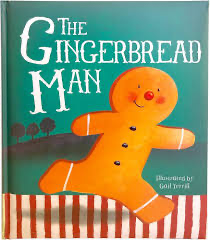 THE
GINGERBREAD
MAN
Illustrated by
Gail Yerrill